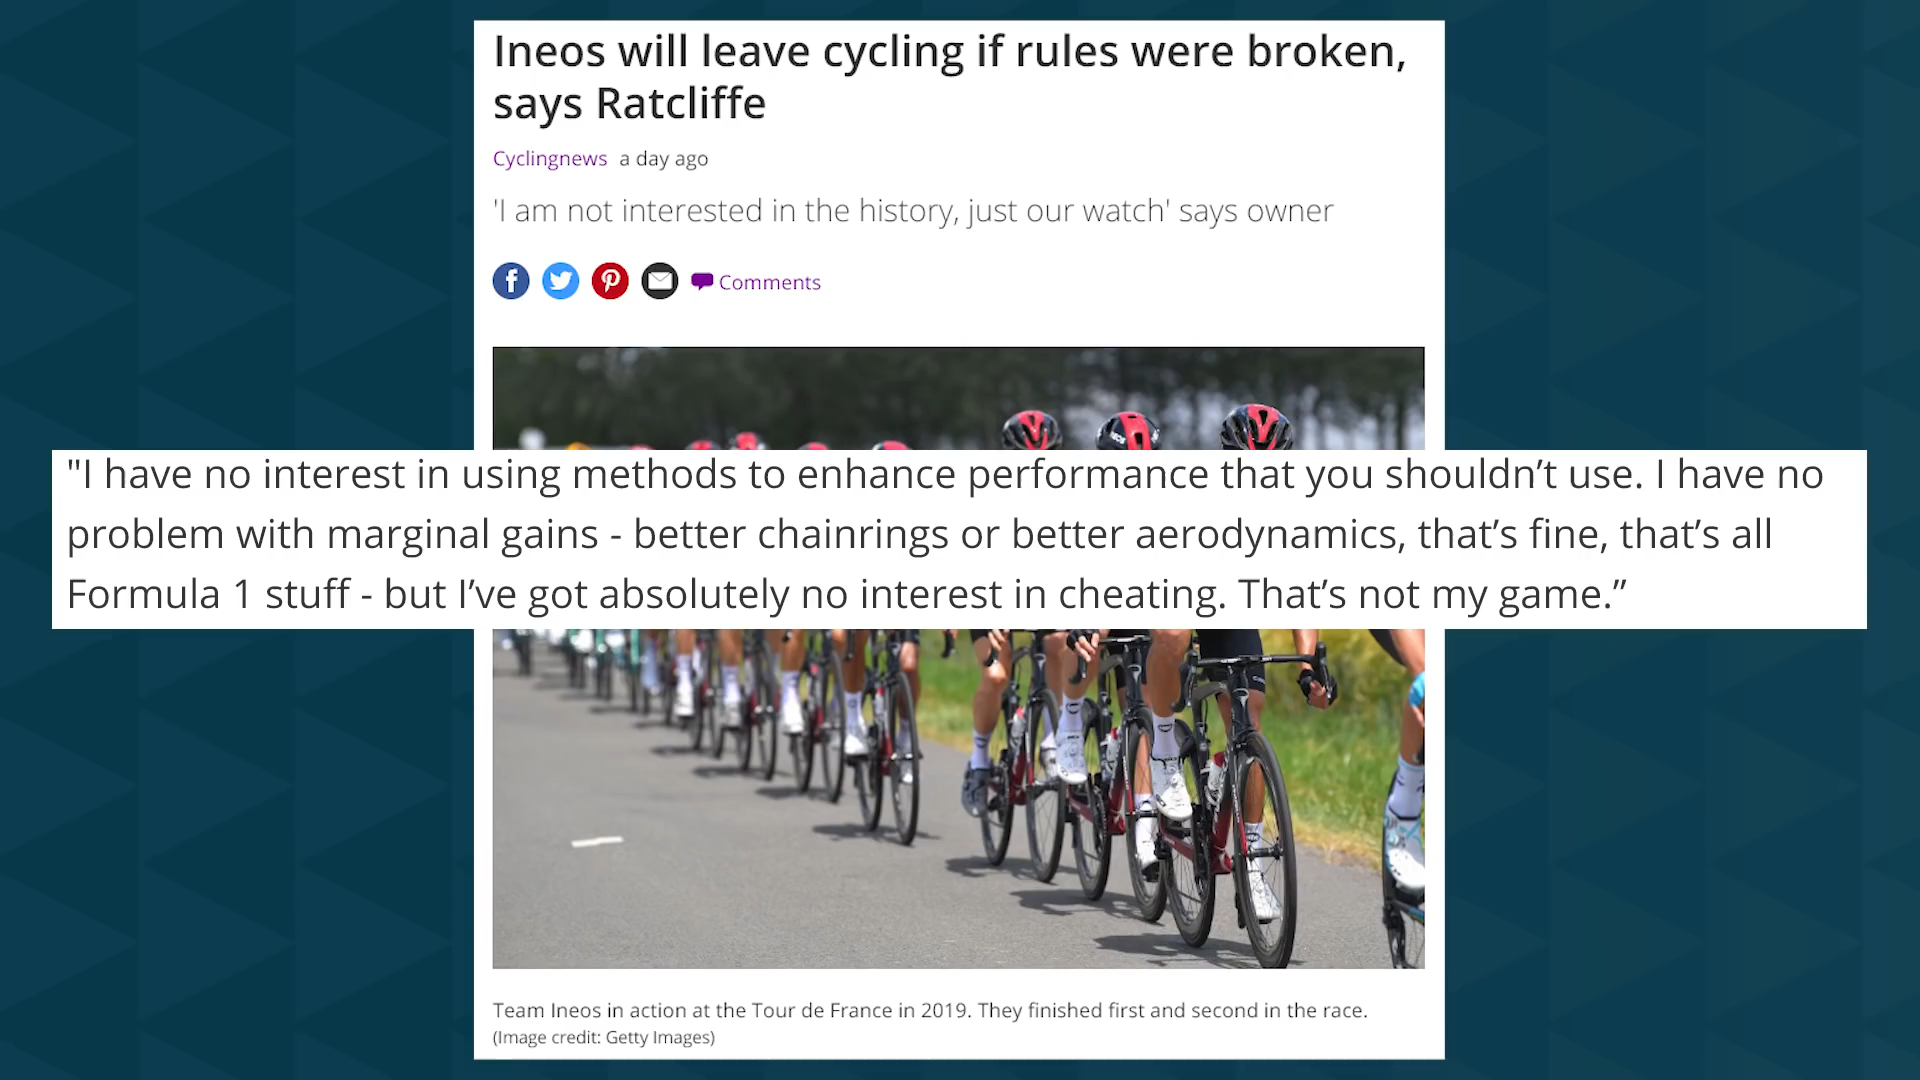 Ineos will leave cycling if rules were broken,
says Ratcliffe
Cyclingnews a day ago
'I am not interested in the history, just our watch' says owner
Comments
"I have no interest in using methods to enhance performance that you shouldn’t use. I have no
problem with marginal gains - better chainrings or better aerodynamics, that’s fine, that’s all
Formula 1 stuff - but I’ve got absolutely no interest in cheating. That’s not my game.”
Team Ineos in action at the Tour de France in 2019. They finished first and second in the race.
(Image credit: Getty Images)